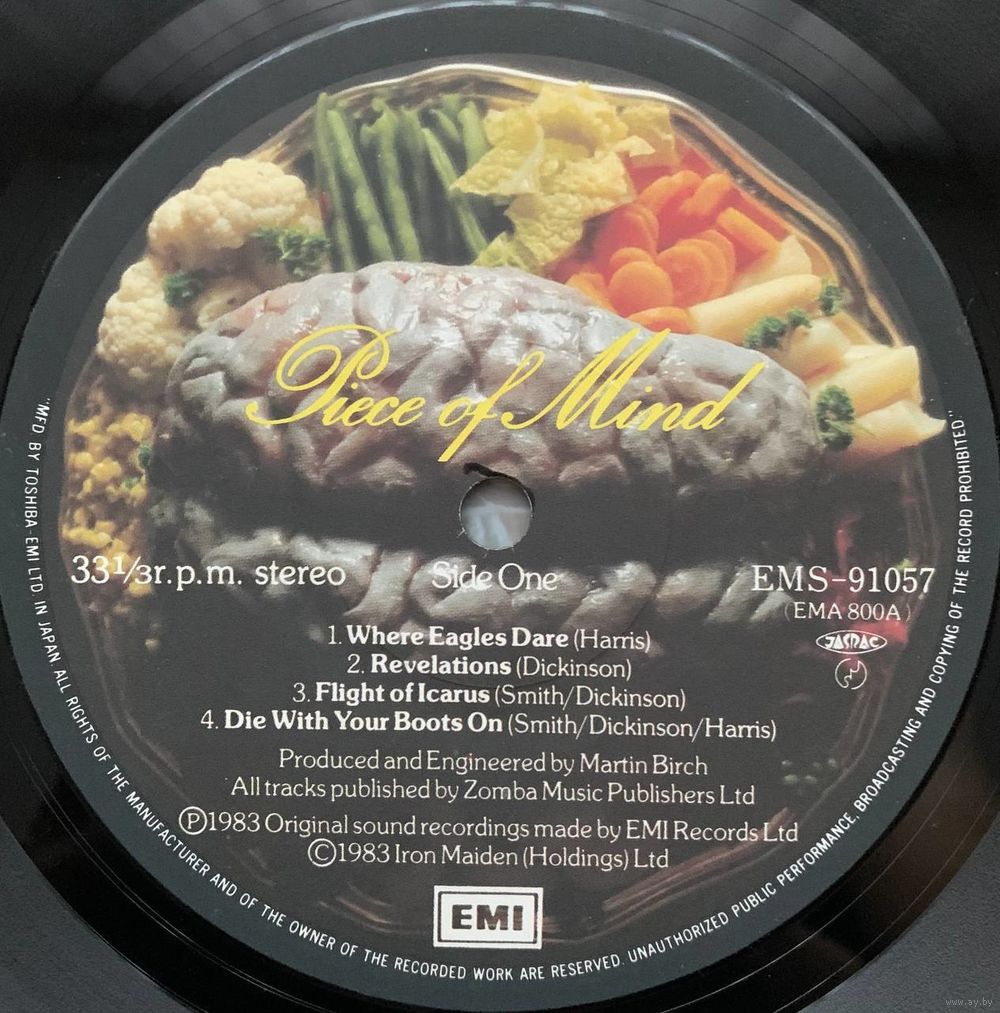 Piece of Mind
33⅓r.p.m. stereo
Side One
EMS-91057
(EMA 800A)
JASRAC
1. Where Eagles Dare (Harris)
2. Revelations (Dickinson)
3. Flight of Icarus (Smith/Dickinson)
4. Die With Your Boots On (Smith/Dickinson/Harris)
Produced and Engineered by Martin Birch
All tracks published by Zomba Music Publishers Ltd
Ⓟ1983 Original sound recordings made by EMI Records Ltd
©1983 Iron Maiden (Holdings) Ltd
EMI
"MFD BY TOSHIBA-EMI LTD. IN JAPAN. ALL RIGHTS OF THE MANUFACTURER AND OF THE OWNER OF THE RECORDED WORK ARE RESERVED. UNAUTHORIZED PUBLIC PERFORMANCE, BROADCASTING AND COPYING OF THE RECORD PROHIBITED"
www.ay.by